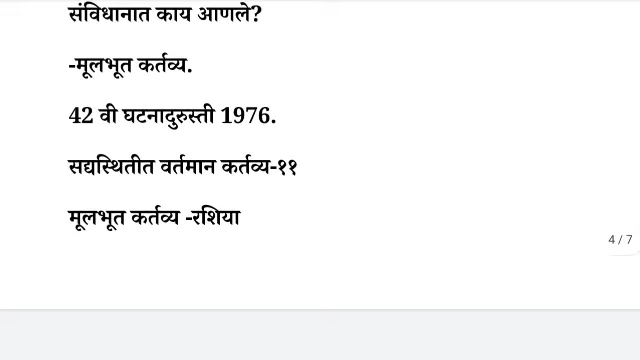 संविधानात काय आणले?
-मूलभूत कर्तव्य.
42 वी घटनादुरुस्ती 1976.
सद्यस्थितीत वर्तमान कर्तव्य-११
मूलभूत कर्तव्य -रशिया
4 / 7